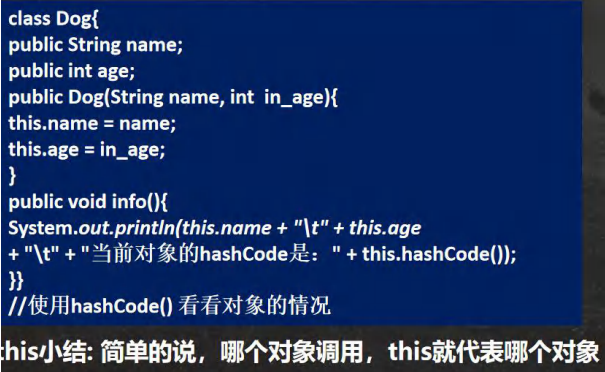 class Dog{
public String name;
public int age;
public Dog(String name, int  in_age){
this.name = name;
this.age = in_age;
}
public void info(){
System.out.println(this.name + "\t" + this.age
+ "\t" + "当前对象的hashCode是：" + this.hashCode());
}}
//使用hashCode() 看看对象的情况
this小结: 简单的说，哪个对象调用，this就代表哪个对象